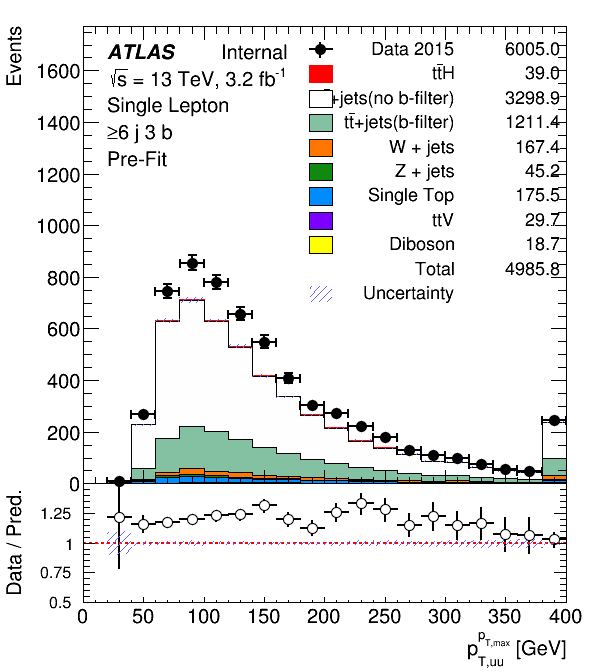 Events
ATLAS Internal
√s = 13 TeV, 3.2 fb⁻¹
Single Lepton
≥6 j 3 b
Pre-Fit
Data 2015 6005.0
tt̄H 39.0
+jets(no b-filter) 3298.9
tt̄+jets(b-filter) 1211.4
W + jets 167.4
Z + jets 45.2
Single Top 175.5
ttV 29.7
Diboson 18.7
Total 4985.8
Uncertainty
1600
1400
1200
1000
800
600
400
200
0
Data / Pred.
1.25
1
0.75
0.5
0 50 100 150 200 250 300 350 400
p_{T,uu}^{p_{T,max}} [GeV]